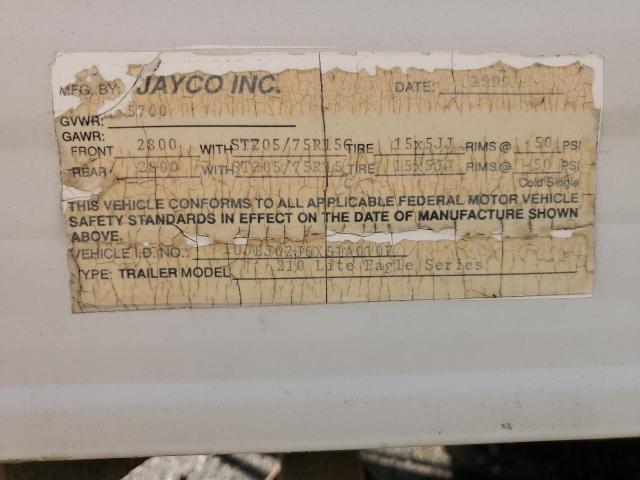 MFG. BY: JAYCO INC. DATE:
GVWR: 5700
GAWR:
FRONT 2800 WITH ST205/75R15C TIRE 15x5JJ RIMS @ 50 PSI
REAR 2800 WITH ST205/75R15C TIRE 15x5JJ RIMS @ 50 PSI
Cold Single
THIS VEHICLE CONFORMS TO ALL APPLICABLE FEDERAL MOTOR VEHICLE
SAFETY STANDARDS IN EFFECT ON THE DATE OF MANUFACTURE SHOWN
ABOVE.
VEHICLE I.D. NO.:
TYPE: TRAILER MODEL 210 Lite Eagle Series